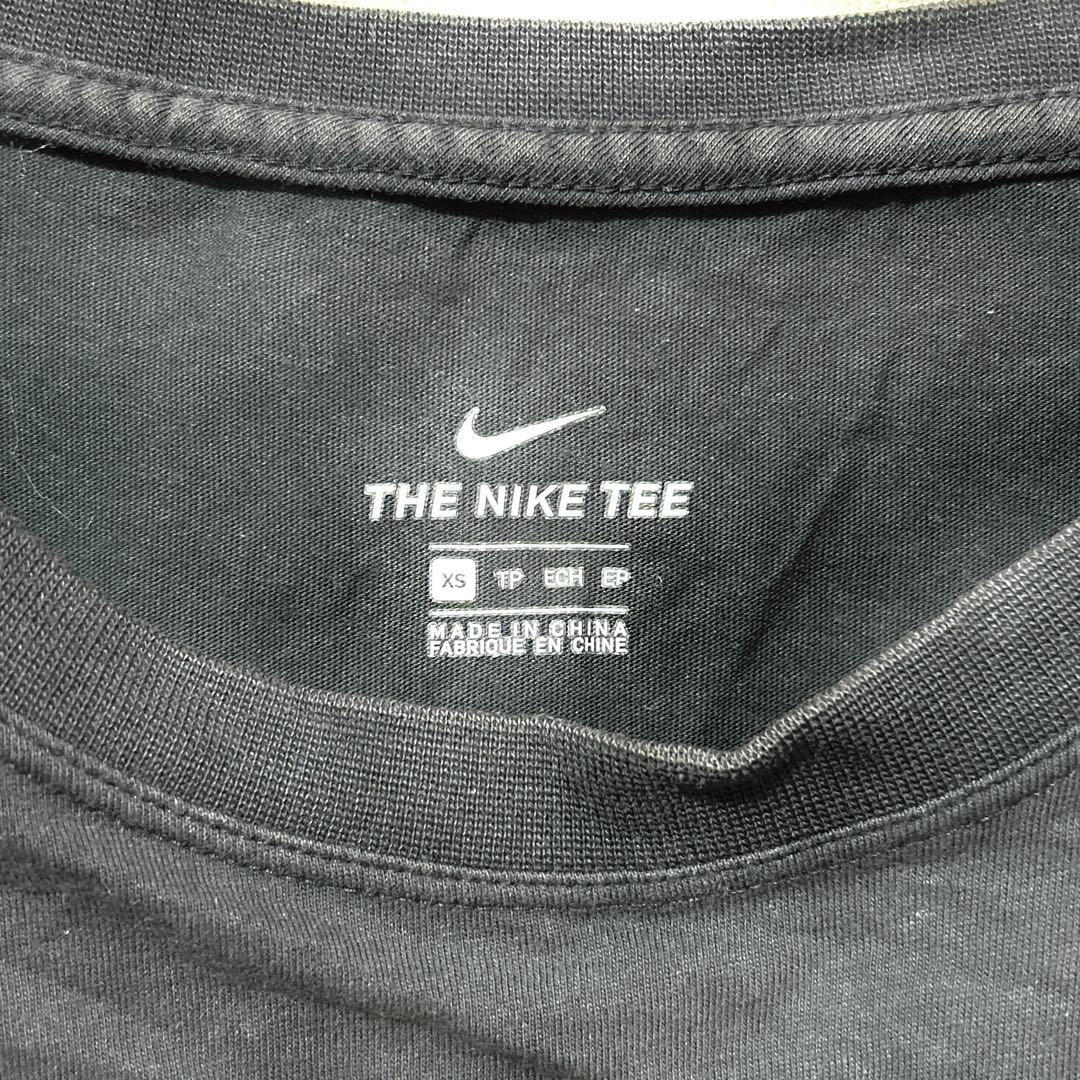 THE NIKE TEE
XS TP ECH EP
MADE IN CHINA
FABRIQUE EN CHINE